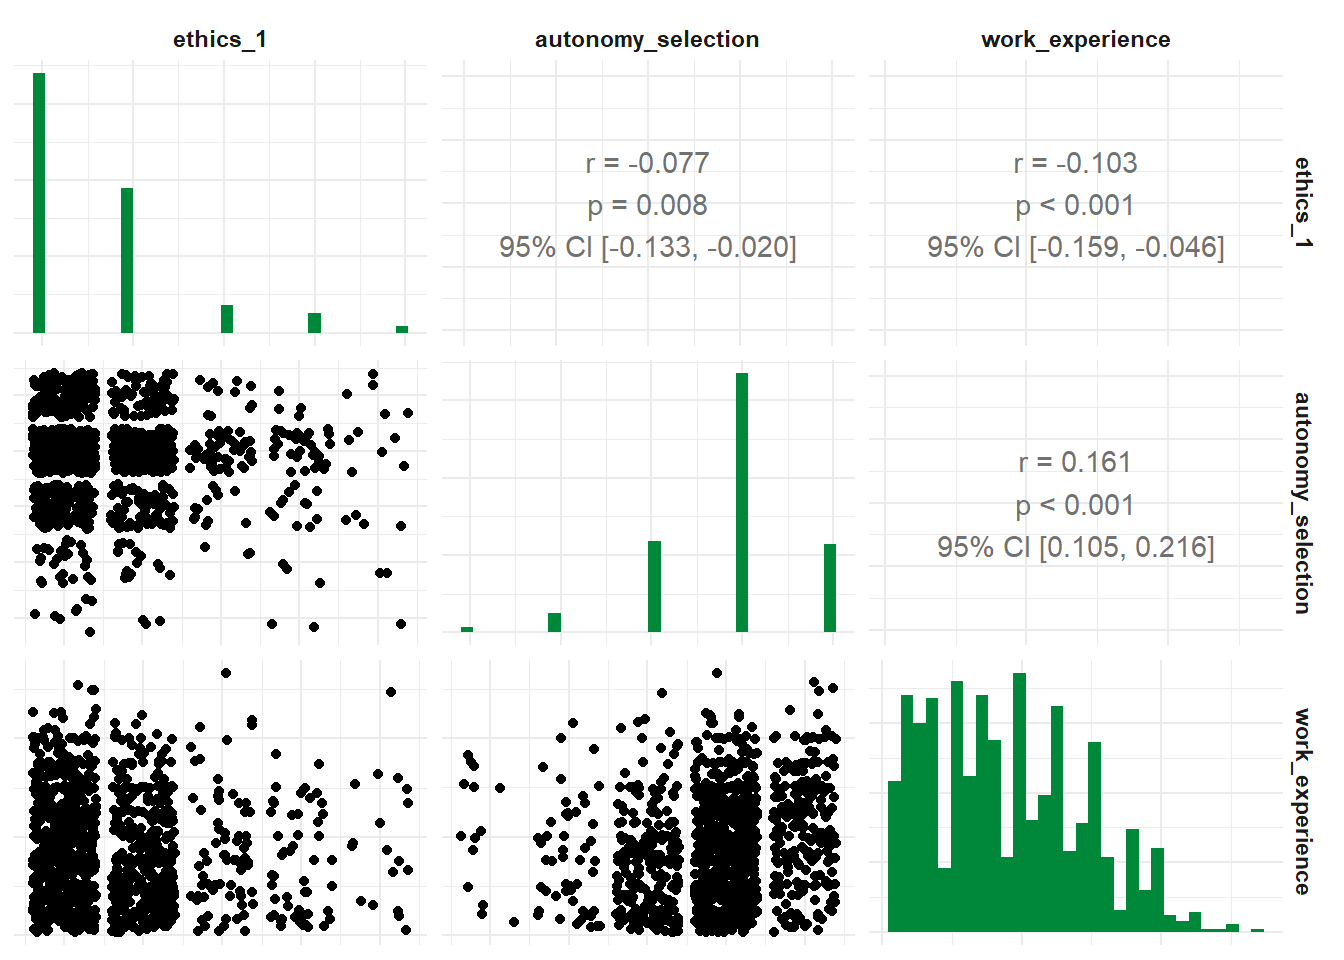 ethics_1
autonomy_selection
work_experience
r = -0.077
p = 0.008
95% CI [-0.133, -0.020]
r = -0.103
p < 0.001
95% CI [-0.159, -0.046]
ethics_1
r = 0.161
p < 0.001
95% CI [0.105, 0.216]
autonomy_selection
work_experience